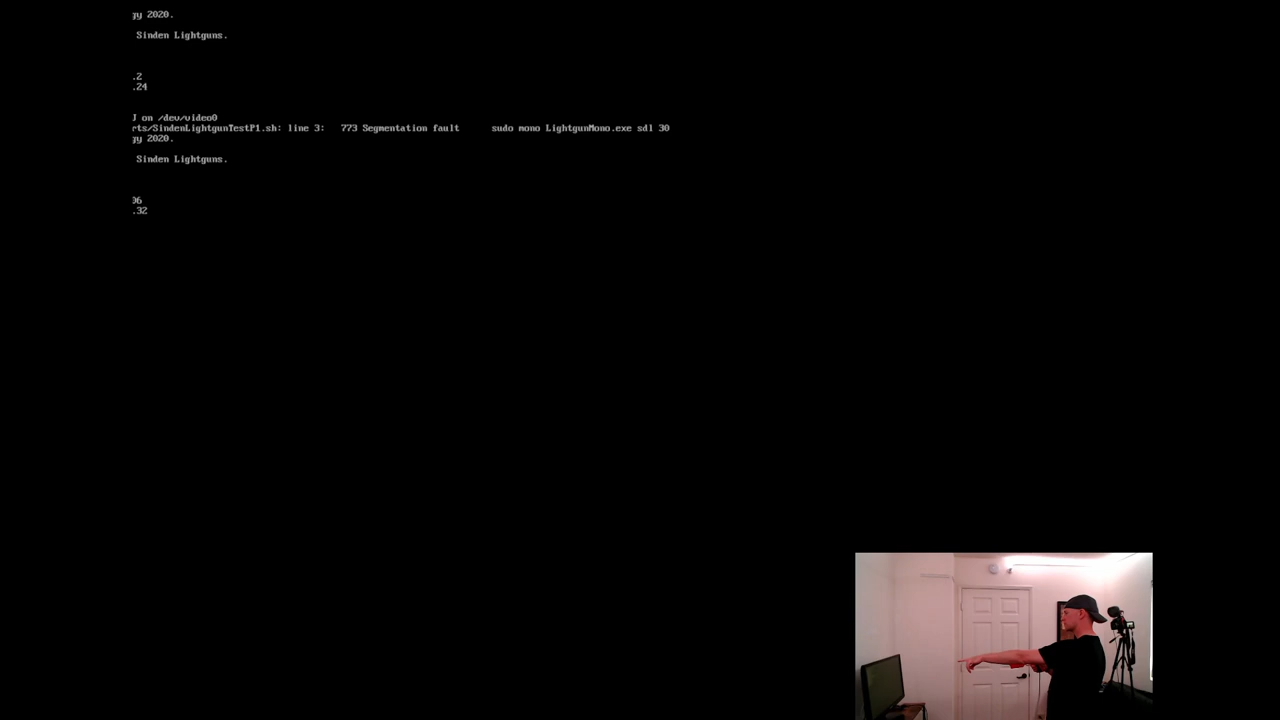 gy 2020.
Sinden Lightguns.
.2
.24
J on /dev/video0
rts/SindenLightgunTestP1.sh: line 3:   773 Segmentation fault      sudo mono LightgunMono.exe sdl 30
gy 2020.
Sinden Lightguns.
96
.32